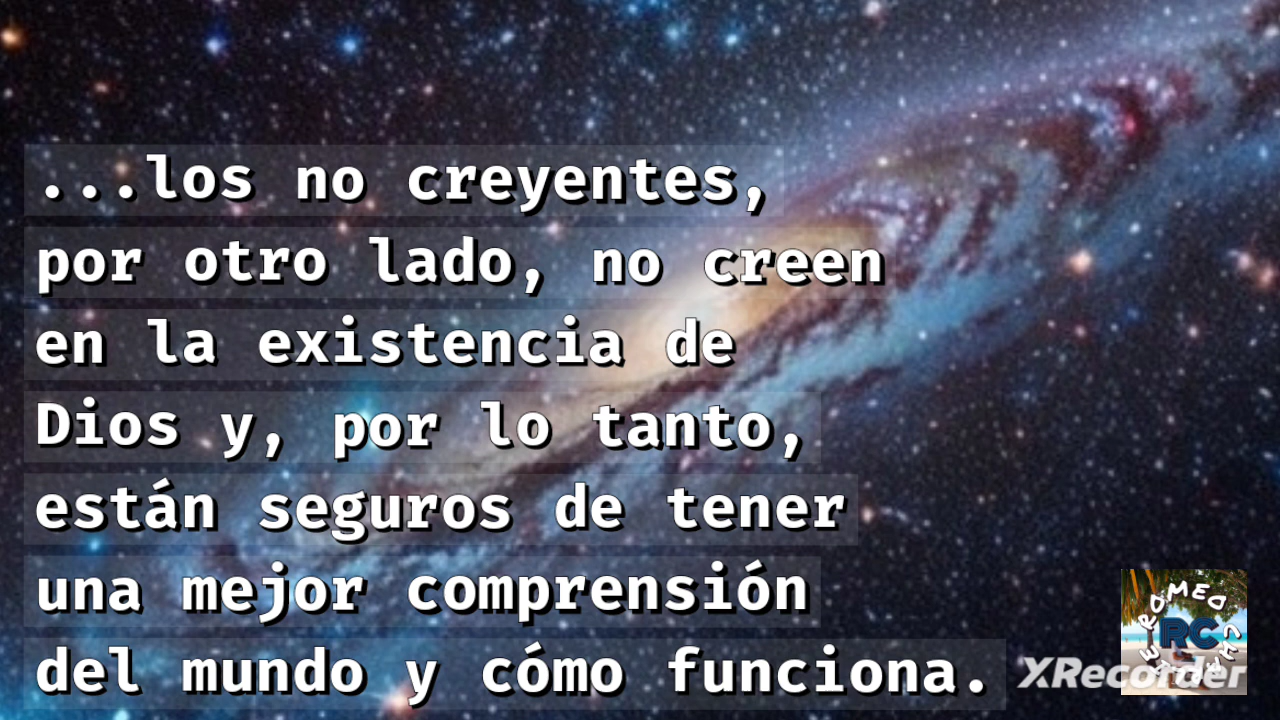 ...los no creyentes,
por otro lado, no creen
en la existencia de
Dios y, por lo tanto,
están seguros de tener
una mejor comprensión
del mundo y cómo funciona.
XRecorder
RC